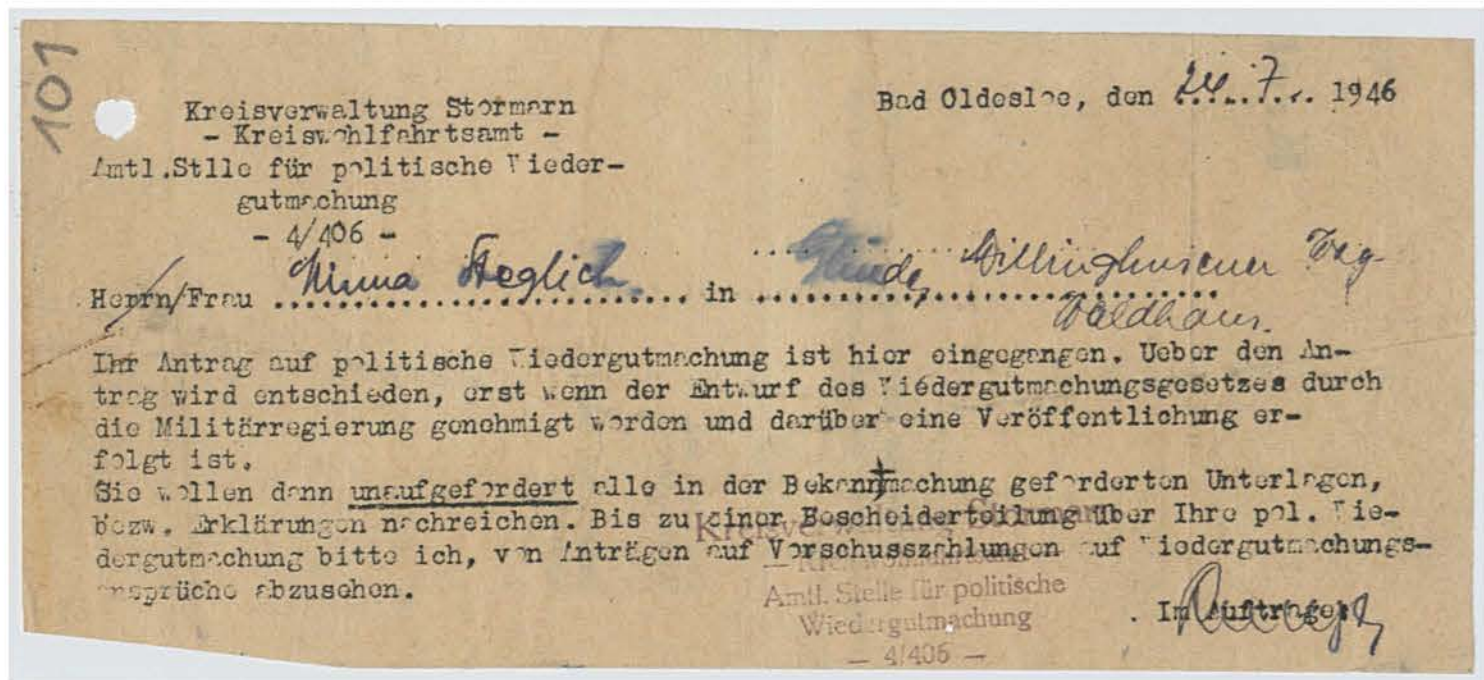 101
Kreisverwaltung Stormarn
- Kreiswohlfahrtsamt -
Amtl.Stlle für politische Wieder-
gutmachung
- 4/406 -
Bad Oldesloe, den 24.7. 1946
Herrn/Frau Minna Steglich in Glinde, Willinghusener Weg
Waldhaus.
Ihr Antrag auf politische Wiedergutmachung ist hier eingegangen. Ueber den An-
trag wird entschieden, erst wenn der Entwurf des Wiedergutmachungsgesetzes durch
die Militärregierung genehmigt worden und darüber eine Veröffentlichung er-
folgt ist.
Sie wollen dann unaufgefordert alle in der Bekanntmachung geforderten Unterlagen,
bezw. Erklärungen nachreichen. Bis zu einer Bescheiderteilung über Ihre pol. Wie-
dergutmachung bitte ich, von Anträgen auf Vorschusszahlungen auf Wiedergutmachungs-
ansprüche abzusehen.
Im Auftrage:
Amtl. Stelle für politische
Wiedergutmachung
— 4/406 —